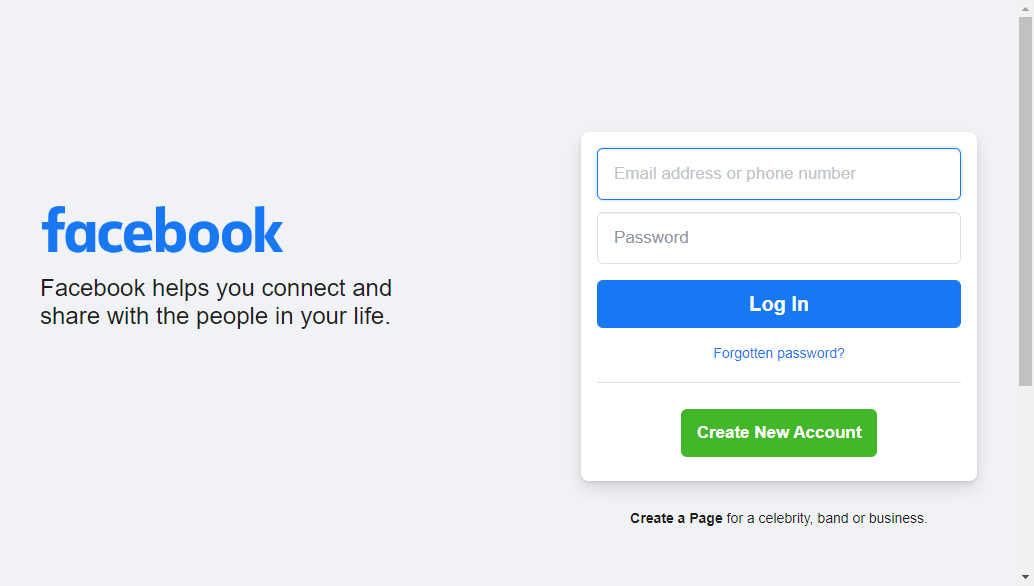 facebook
Facebook helps you connect and
share with the people in your life.
Email address or phone number
Password
Log In
Forgotten password?
Create New Account
Create a Page for a celebrity, band or business.